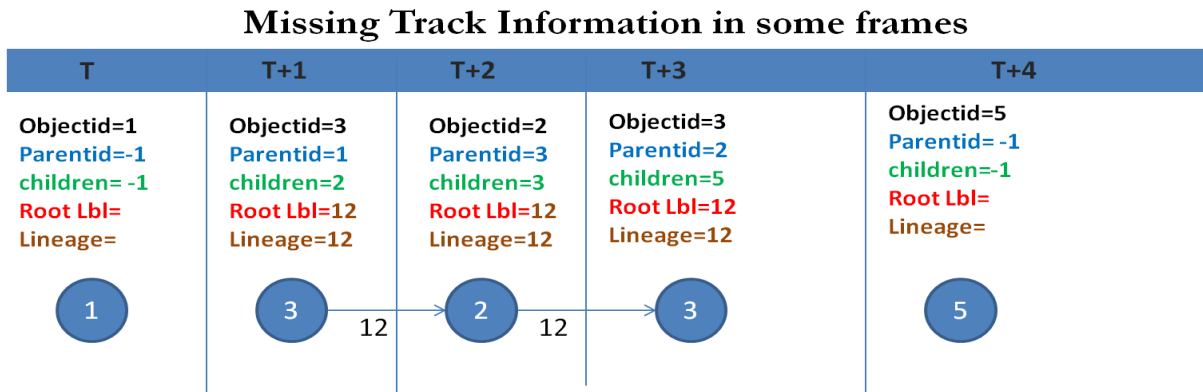 Missing Track Information in some frames
T T+1 T+2 T+3 T+4
Objectid=1
Parentid=-1
children= -1
Root Lbl=
Lineage=
Objectid=3
Parentid=1
children=2
Root Lbl=12
Lineage=12
Objectid=2
Parentid=3
children=3
Root Lbl=12
Lineage=12
Objectid=3
Parentid=2
children=5
Root Lbl=12
Lineage=12
Objectid=5
Parentid= -1
children=-1
Root Lbl=
Lineage=
1 3 2 3 5
12 12